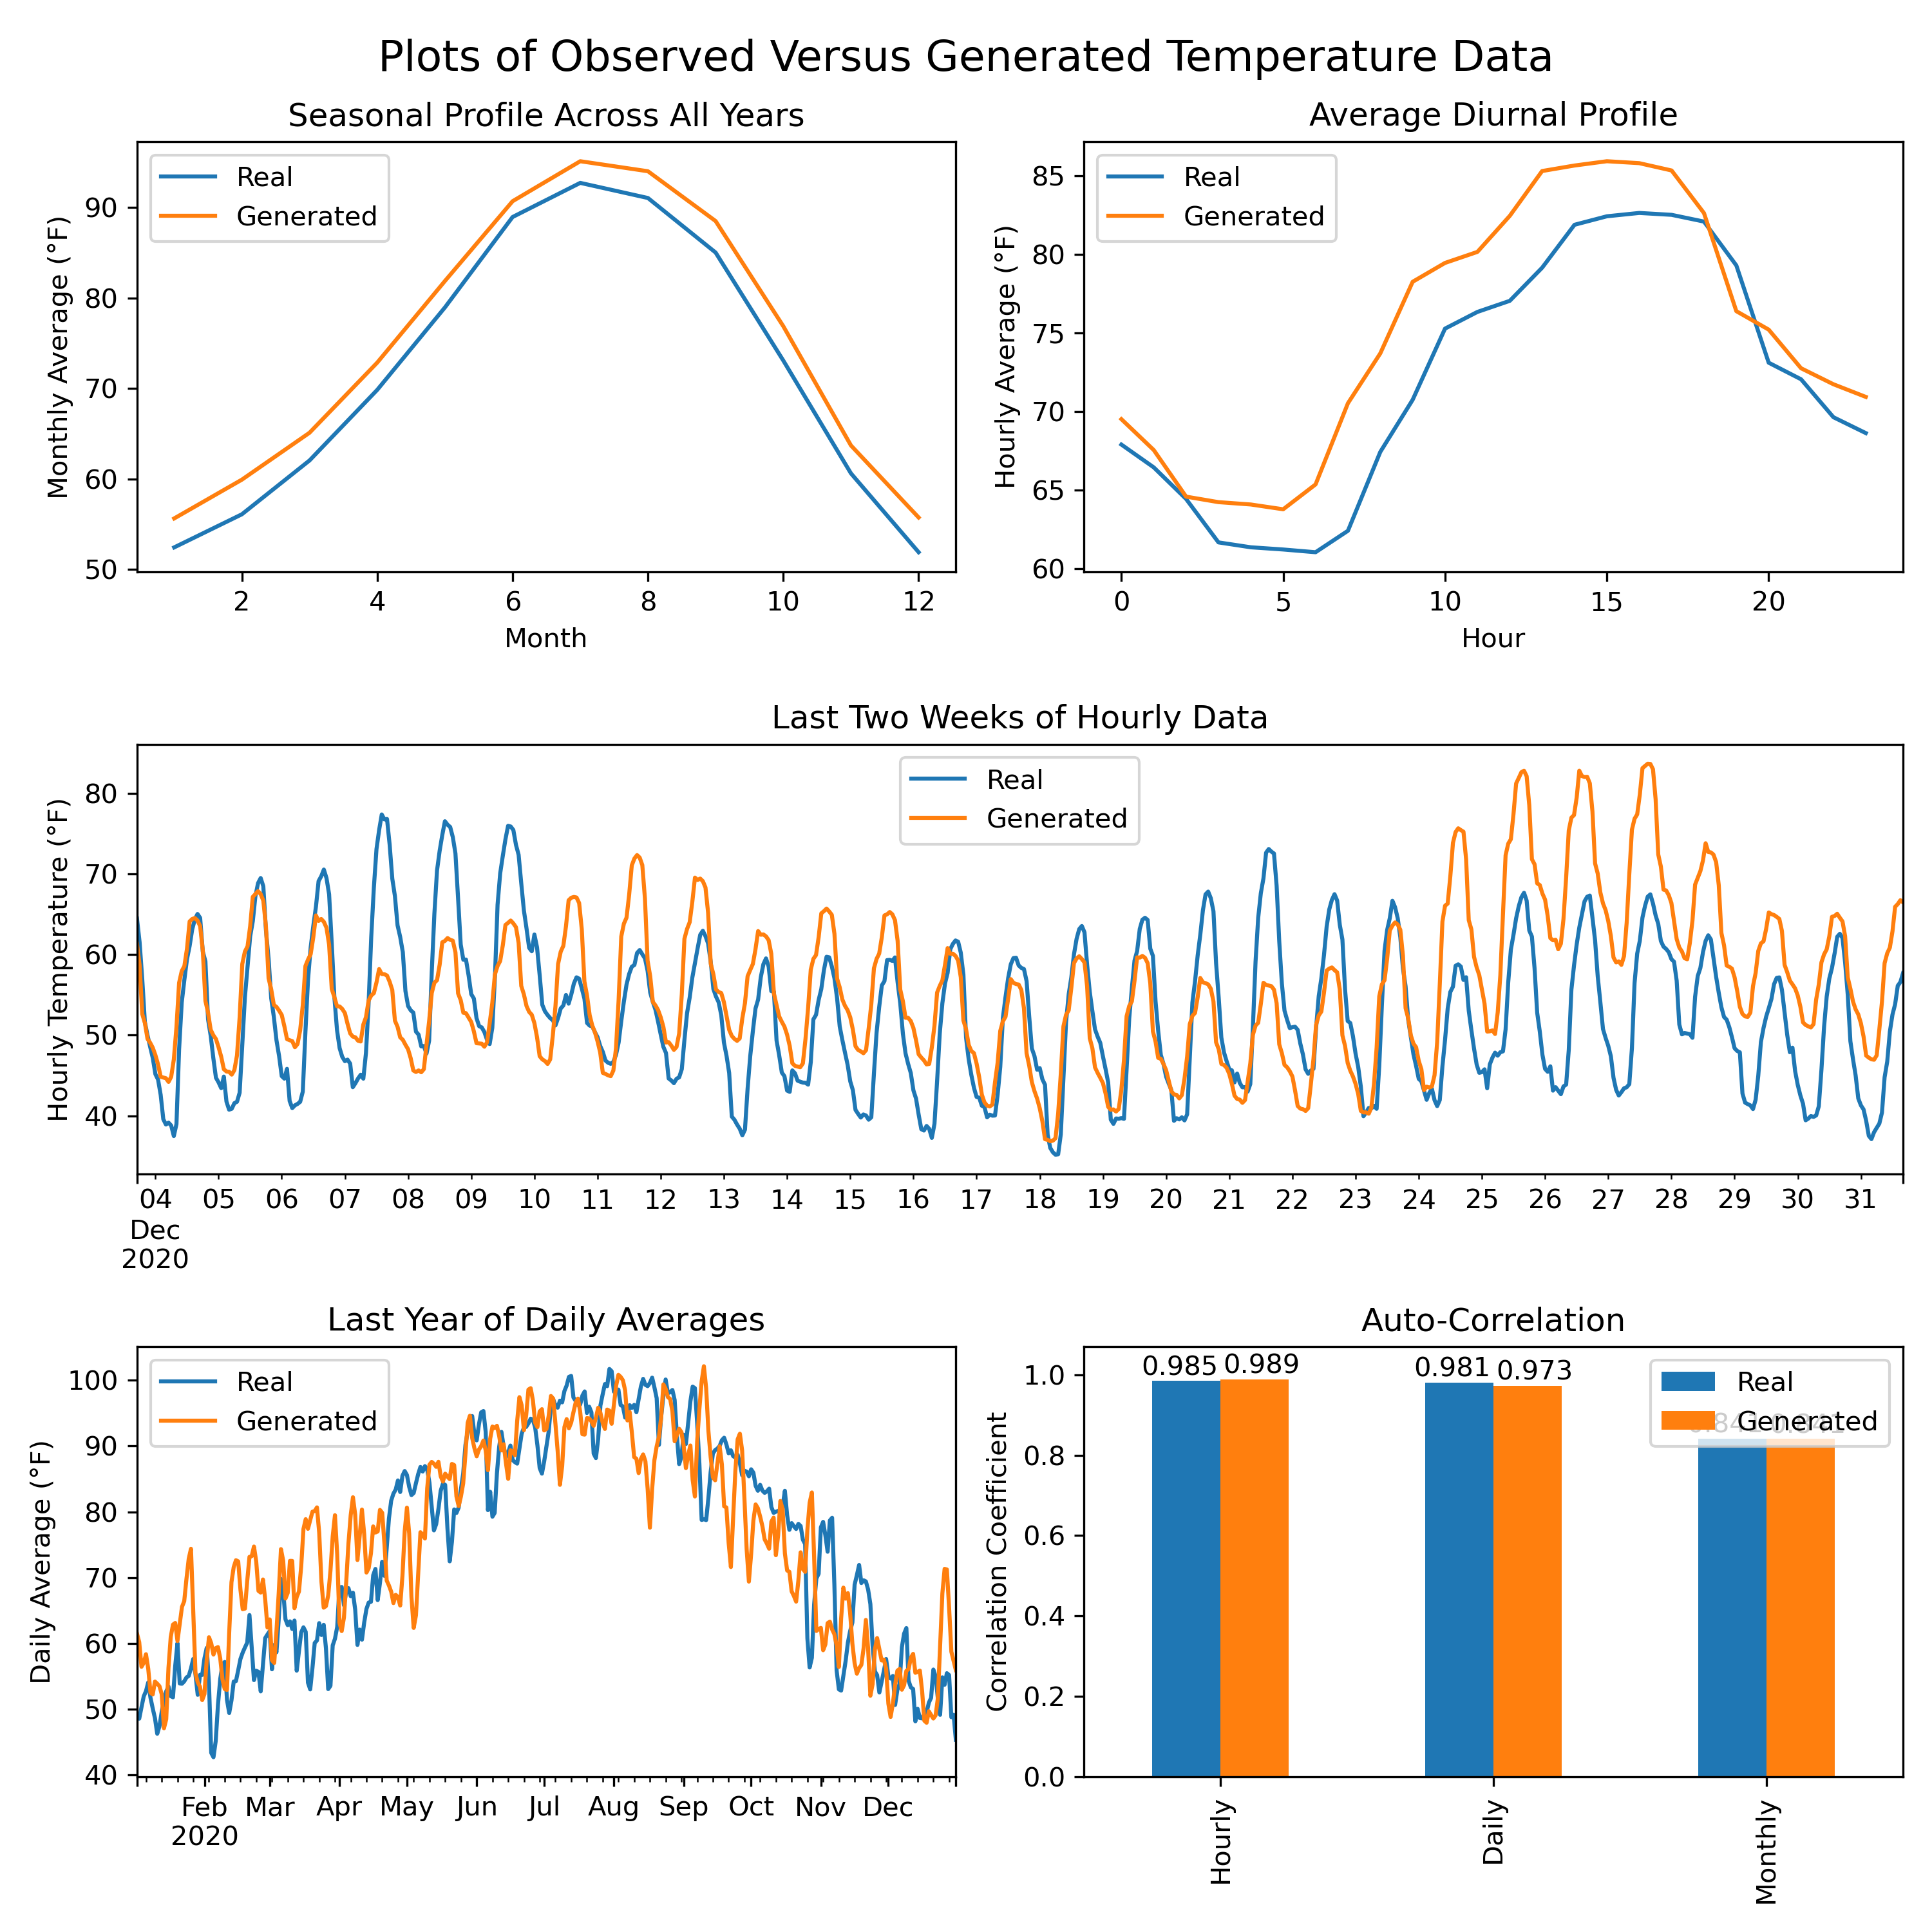 Plots of Observed Versus Generated Temperature Data
Seasonal Profile Across All Years
Real
Generated
Monthly Average (°F)
90
80
70
60
50
2 4 6 8 10 12
Month
Average Diurnal Profile
Real
Generated
Hourly Average (°F)
85
80
75
70
65
60
0 5 10 15 20
Hour
Last Two Weeks of Hourly Data
Real
Generated
Hourly Temperature (°F)
80
70
60
50
40
04 05 06 07 08 09 10 11 12 13 14 15 16 17 18 19 20 21 22 23 24 25 26 27 28 29 30 31
Dec
2020
Last Year of Daily Averages
Real
Generated
Daily Average (°F)
100
90
80
70
60
50
40
Feb Mar Apr May Jun Jul Aug Sep Oct Nov Dec
2020
Auto-Correlation
0.985 0.989 0.981 0.973
Real
Generated
Correlation Coefficient
1.0
0.8
0.6
0.4
0.2
0.0
Hourly
Daily
Monthly